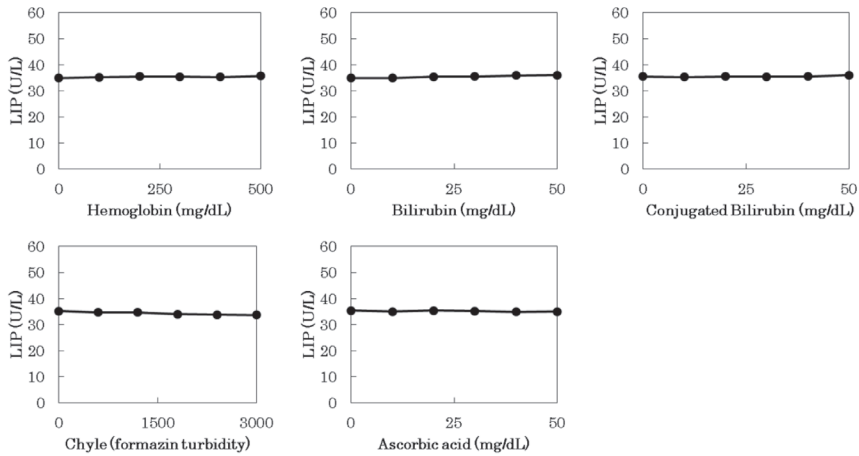 60
50
40
30
20
10
0
LIP (U/L)
0 250 500
Hemoglobin (mg/dL)
60
50
40
30
20
10
0
LIP (U/L)
0 25 50
Bilirubin (mg/dL)
60
50
40
30
20
10
0
LIP (U/L)
0 25 50
Conjugated Bilirubin (mg/dL)
60
50
40
30
20
10
0
LIP (U/L)
0 1500 3000
Chyle (formazin turbidity)
60
50
40
30
20
10
0
LIP (U/L)
0 25 50
Ascorbic acid (mg/dL)